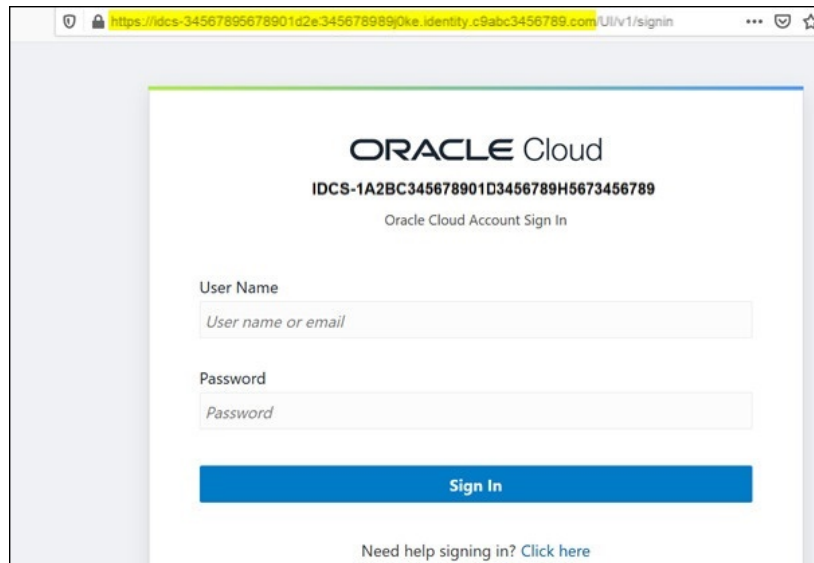 https://idcs-34567895678901d2e345678989j0ke.identity.c9abc3456789.com/UI/v1/signin
ORACLE Cloud
IDCS-1A2BC345678901D3456789H5673456789
Oracle Cloud Account Sign In
User Name
User name or email
Password
Password
Sign In
Need help signing in? Click here